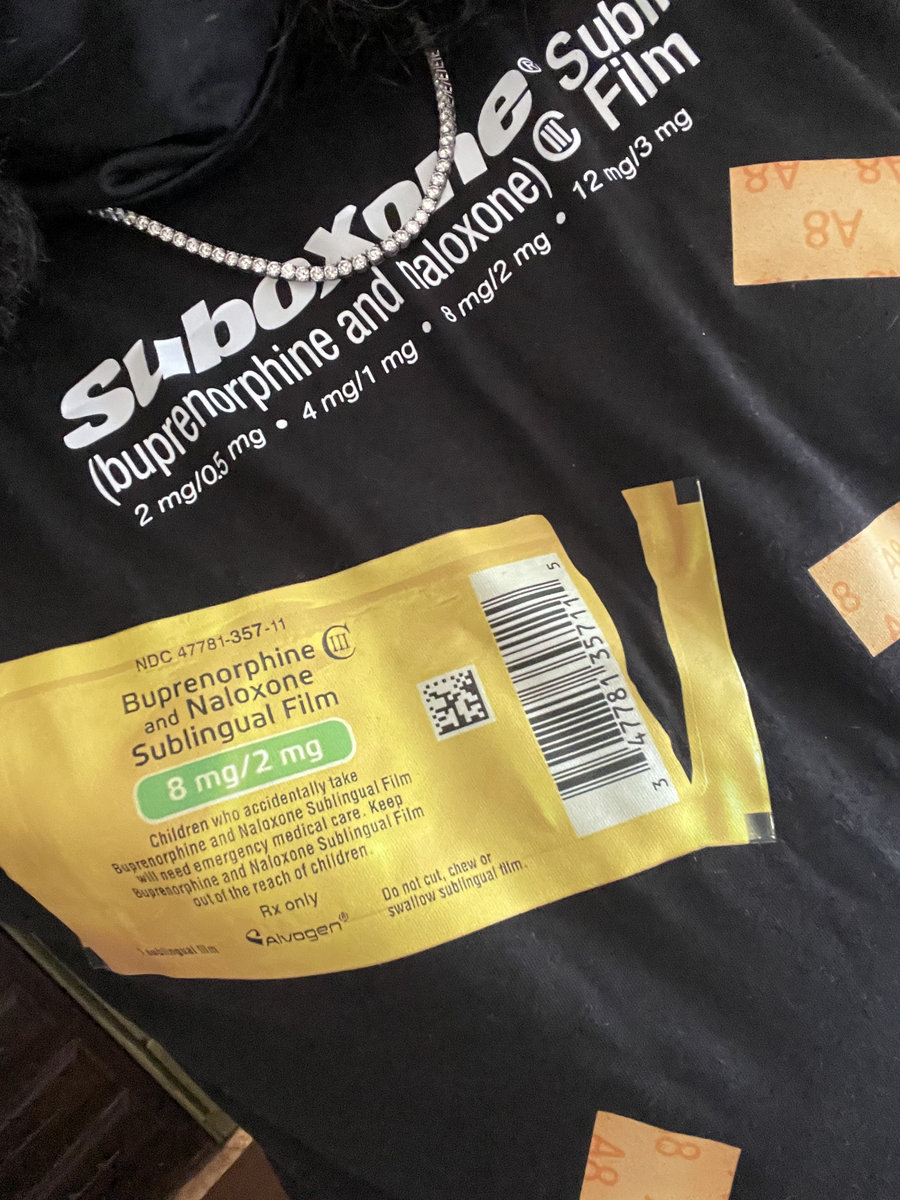 Suboxone® Subli
Film
(buprenorphine and naloxone) CIII
2 mg/0.5 mg • 4 mg/1 mg • 8 mg/2 mg • 12 mg/3 mg
A8
A8
A8
8
A8
NDC 47781-357-11
Buprenorphine CIII
and Naloxone
Sublingual Film
8 mg/2 mg
Children who accidentally take
Buprenorphine and Naloxone Sublingual Film
will need emergency medical care. Keep
Buprenorphine and Naloxone Sublingual Film
out of the reach of children.
Rx only
Alvogen®
1 sublingual film
Do not cut, chew or
swallow sublingual film.
3 47781 35711 5
A8
8